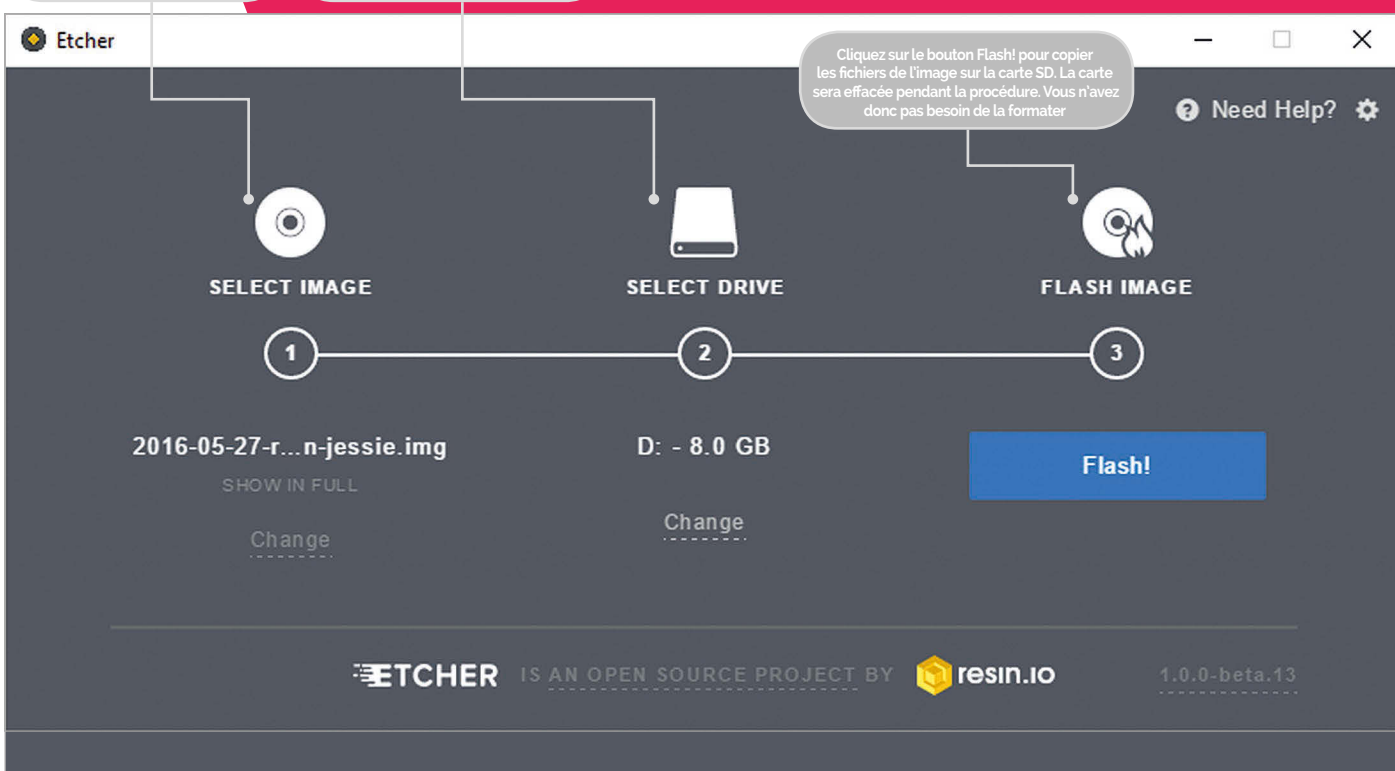 Etcher
Cliquez sur le bouton Flash! pour copier
les fichiers de l'image sur la carte SD. La carte
sera effacée pendant la procédure. Vous n'avez
donc pas besoin de la formater
Need Help?
SELECT IMAGE
SELECT DRIVE
FLASH IMAGE
1
2
3
2016-05-27-r...n-jessie.img
SHOW IN FULL
Change
D: - 8.0 GB
Change
Flash!
ETCHER IS AN OPEN SOURCE PROJECT BY resin.io
1.0.0-beta.13